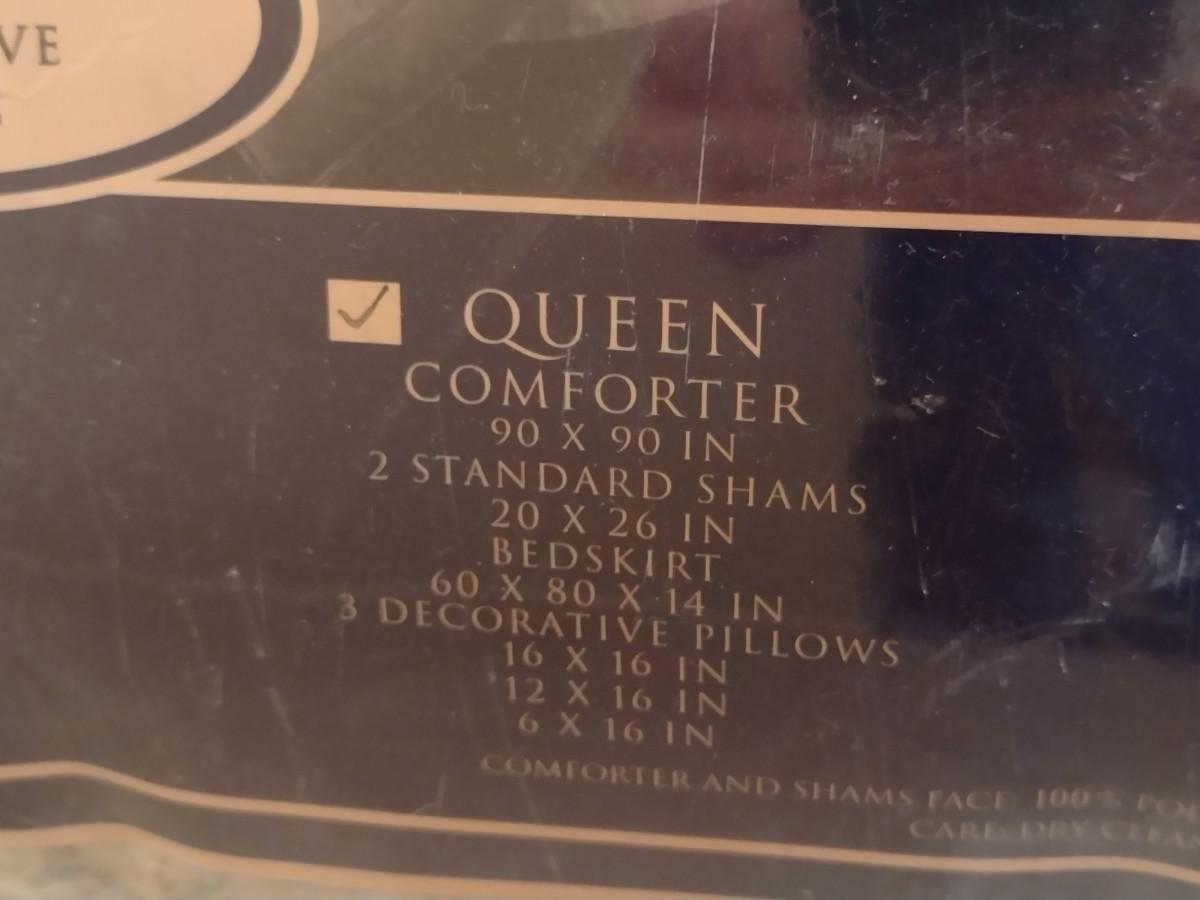 VE
QUEEN
COMFORTER
90 X 90 IN
2 STANDARD SHAMS
20 X 26 IN
BEDSKIRT
60 X 80 X 14 IN
3 DECORATIVE PILLOWS
16 X 16 IN
12 X 16 IN
6 X 16 IN
COMFORTER AND SHAMS FACE: 100%
CARE: DRY